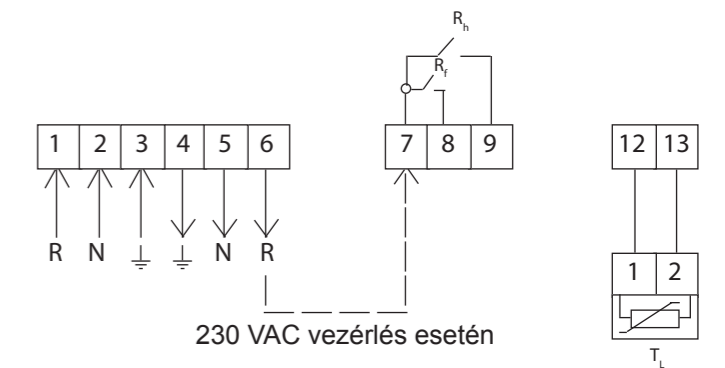 R_h
R_f
1 2 3 4 5 6 7 8 9 12 13
R N N R
1 2
230 VAC vezérlés esetén
T_L